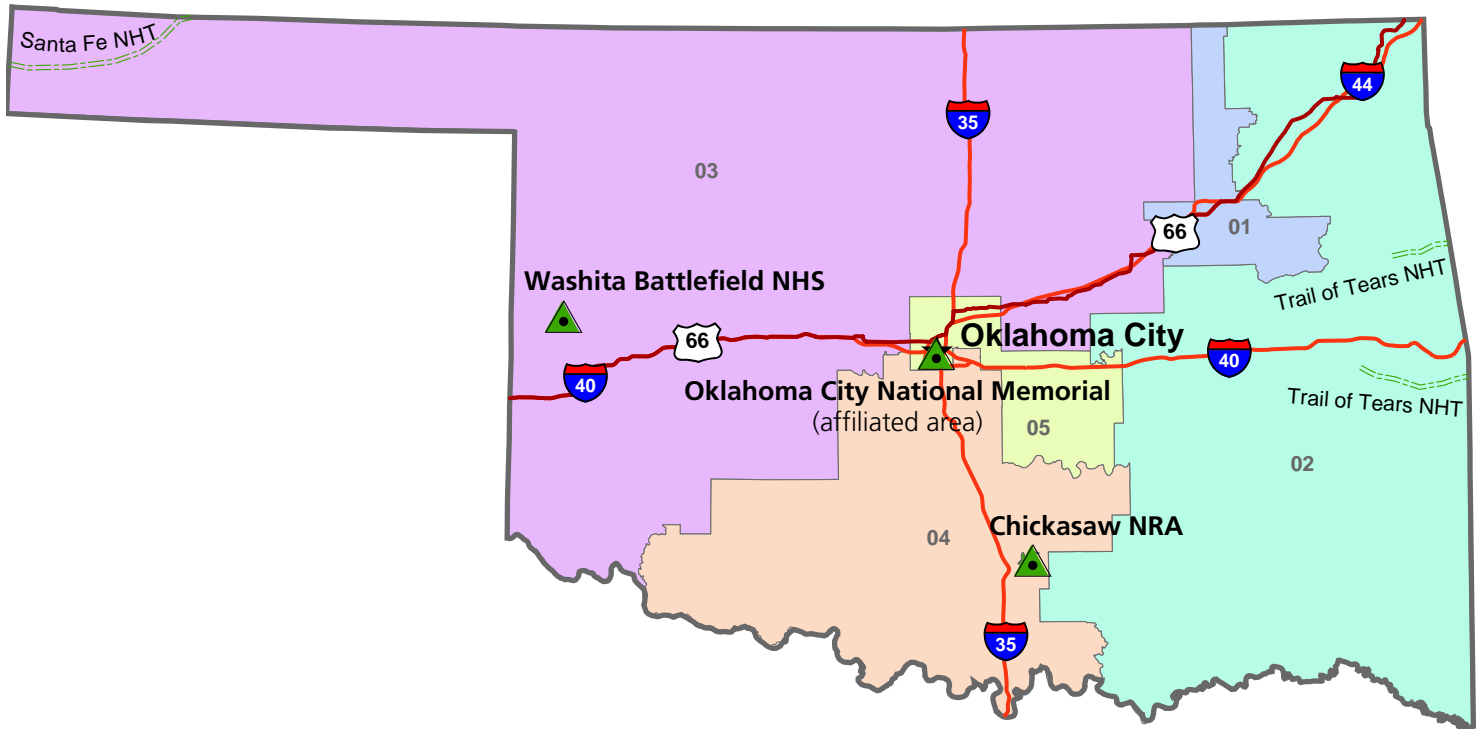 Santa Fe NHT
44
35
03
66
01
Washita Battlefield NHS
Trail of Tears NHT
66
Oklahoma City
40
40
Oklahoma City National Memorial
(affiliated area)
Trail of Tears NHT
05
02
Chickasaw NRA
04
35